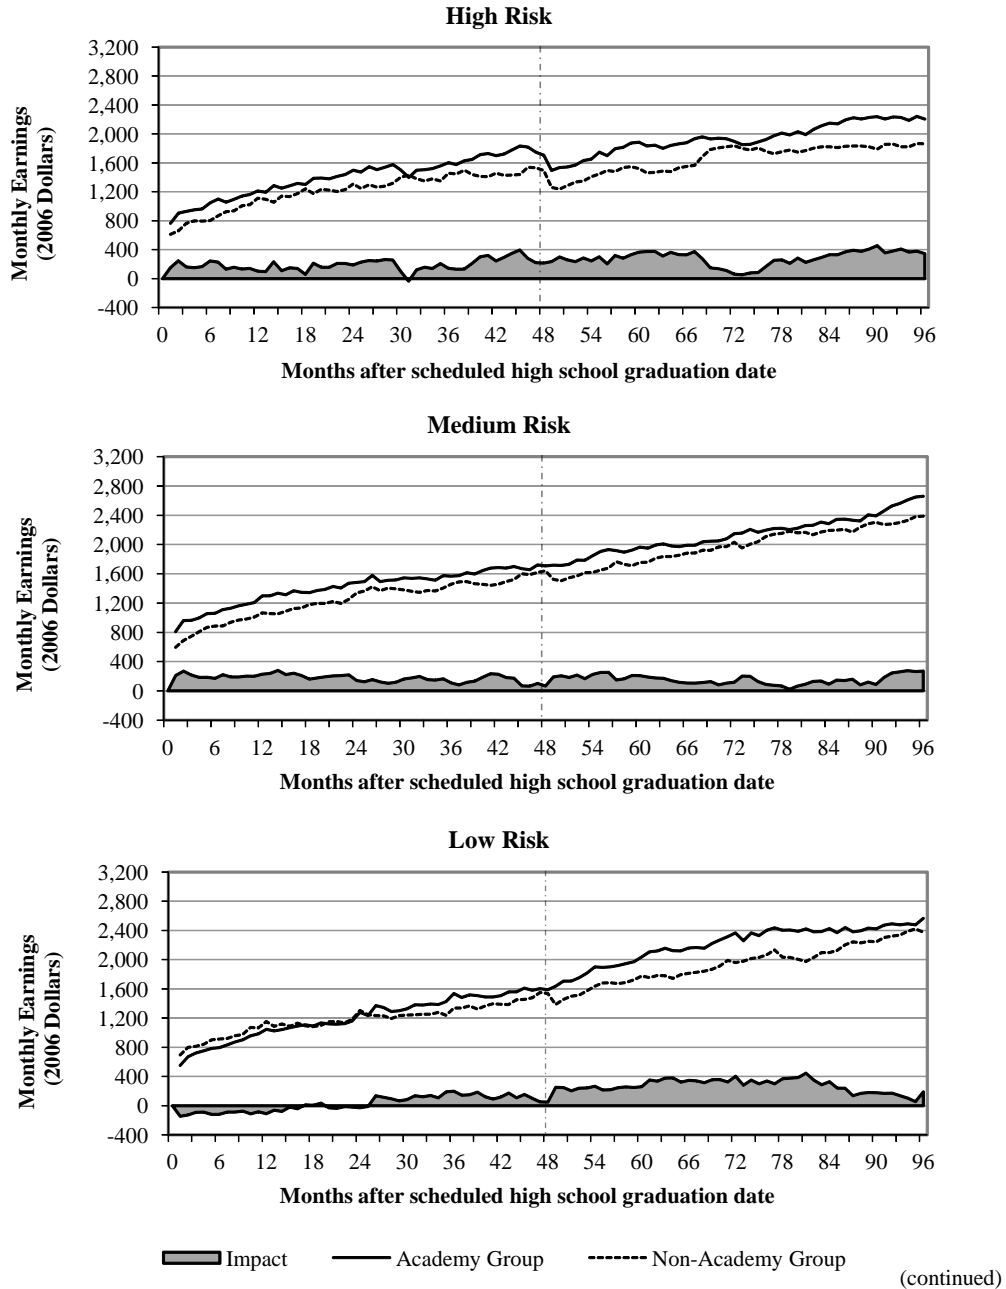 High Risk
3,200
2,800
2,400
2,000
1,600
1,200
800
400
0
-400
Monthly Earnings
(2006 Dollars)
0 6 12 18 24 30 36 42 48 54 60 66 72 78 84 90 96
Months after scheduled high school graduation date
Medium Risk
3,200
2,800
2,400
2,000
1,600
1,200
800
400
0
-400
Monthly Earnings
(2006 Dollars)
0 6 12 18 24 30 36 42 48 54 60 66 72 78 84 90 96
Months after scheduled high school graduation date
Low Risk
3,200
2,800
2,400
2,000
1,600
1,200
800
400
0
-400
Monthly Earnings
(2006 Dollars)
0 6 12 18 24 30 36 42 48 54 60 66 72 78 84 90 96
Months after scheduled high school graduation date
Impact Academy Group Non-Academy Group
(continued)